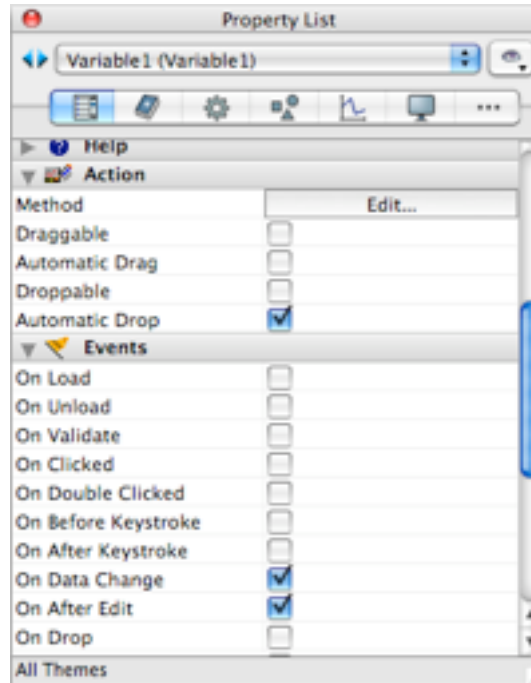 Property List
Variable1 (Variable1)
Help
Action
Method Edit...
Draggable
Automatic Drag
Droppable
Automatic Drop
Events
On Load
On Unload
On Validate
On Clicked
On Double Clicked
On Before Keystroke
On After Keystroke
On Data Change
On After Edit
On Drop
All Themes